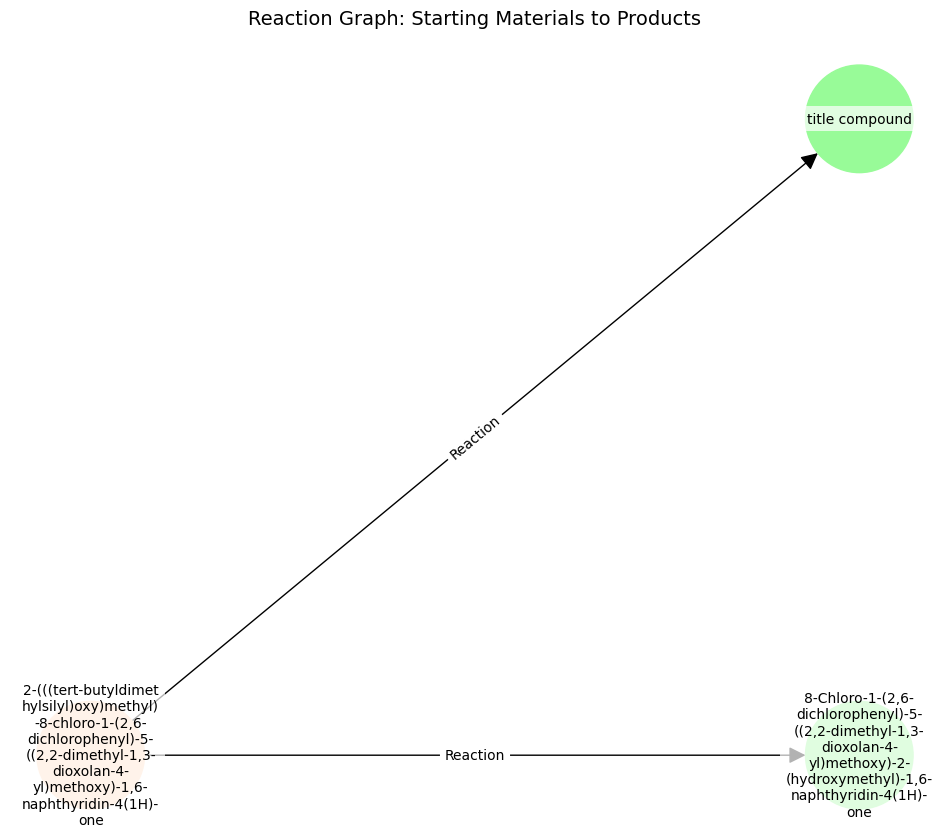 Reaction Graph: Starting Materials to Products
title compound
Reaction
2-(((tert-butyldimet
hylsilyl)oxy)methyl)
-8-chloro-1-(2,6-
dichlorophenyl)-5-
((2,2-dimethyl-1,3-
dioxolan-4-
yl)methoxy)-1,6-
naphthyridin-4(1H)-
one
Reaction
8-Chloro-1-(2,6-
dichlorophenyl)-5-
((2,2-dimethyl-1,3-
dioxolan-4-
yl)methoxy)-2-
(hydroxymethyl)-1,6-
naphthyridin-4(1H)-
one